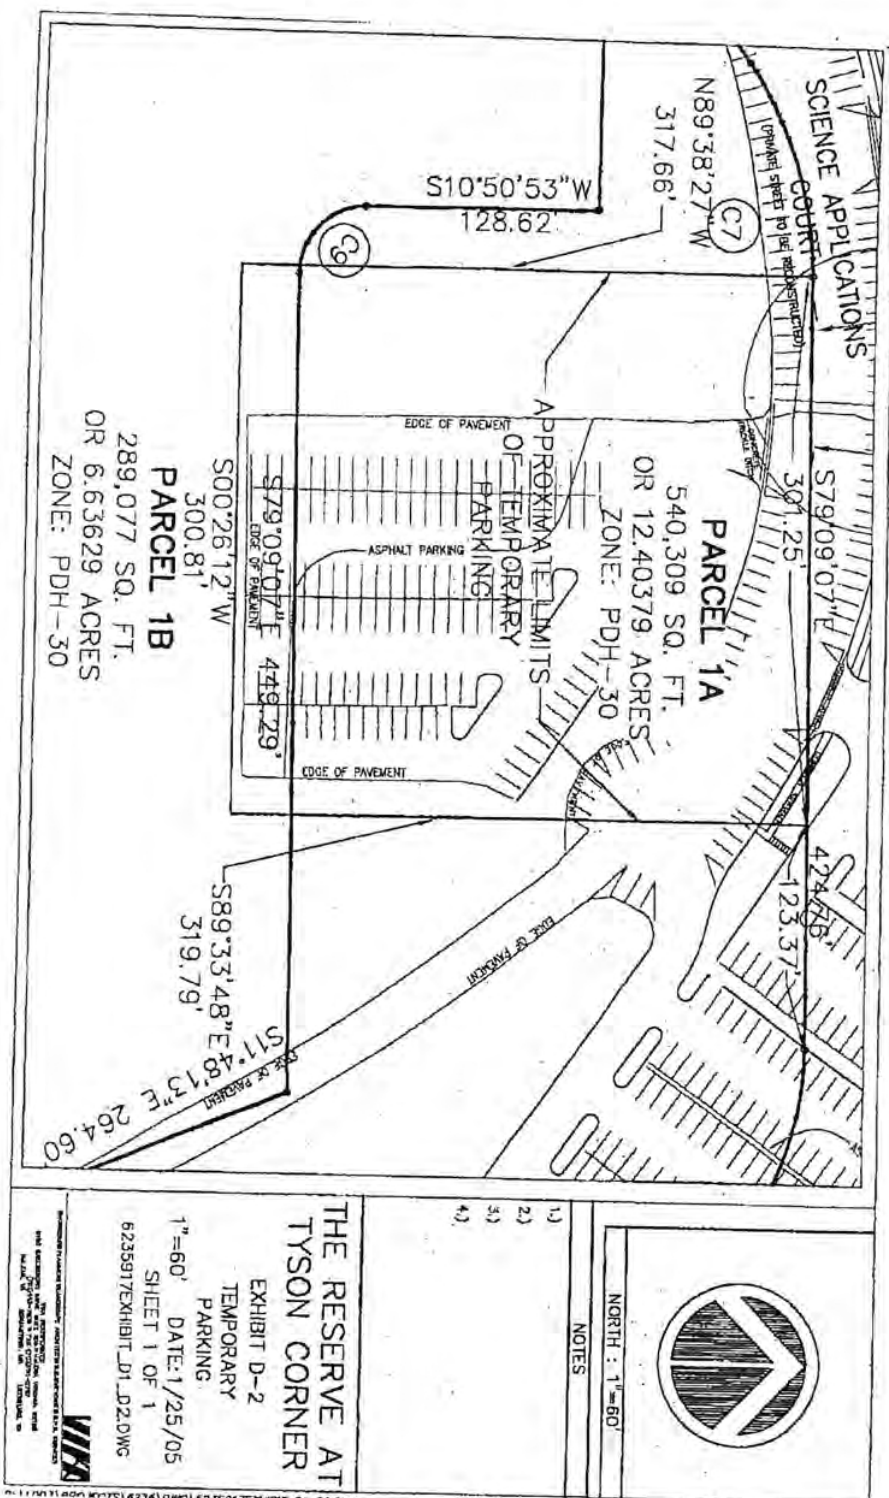 SCIENCE APPLICATIONS
COURT
(PRIVATE STREET TO BE RECONSTRUCTED)
N89°38'27"W
317.66'
C7
S10°50'53"W
128.62'
C9
S79°09'07"E
301.25'
424.76'
123.37'
PARCEL 1A
540,309 SQ. FT.
OR 12.40379 ACRES
ZONE: PDH-30
APPROXIMATE LIMITS
OF TEMPORARY
PARKING
EDGE OF PAVEMENT
ASPHALT PARKING
EDGE OF PAVEMENT
EDGE OF PAVEMENT
EDGE OF PAVEMENT
S79°09'07"E 449.29'
EDGE OF PAVEMENT
S00°26'12"W
300.81'
PARCEL 1B
289,077 SQ. FT.
OR 6.63629 ACRES
ZONE: PDH-30
S89°33'48"E
319.79'
EDGE OF PAVEMENT
S11°48'13"E 264.60'
NORTH : 1"=60'
NOTES
1.)
2.)
3.)
4.)
THE RESERVE AT
TYSON CORNER
EXHIBIT D-2
TEMPORARY
PARKING
1"=60' DATE:1/25/05
SHEET 1 OF 1
6235917EXHIBIT_D1_D2.DWG
VIKA